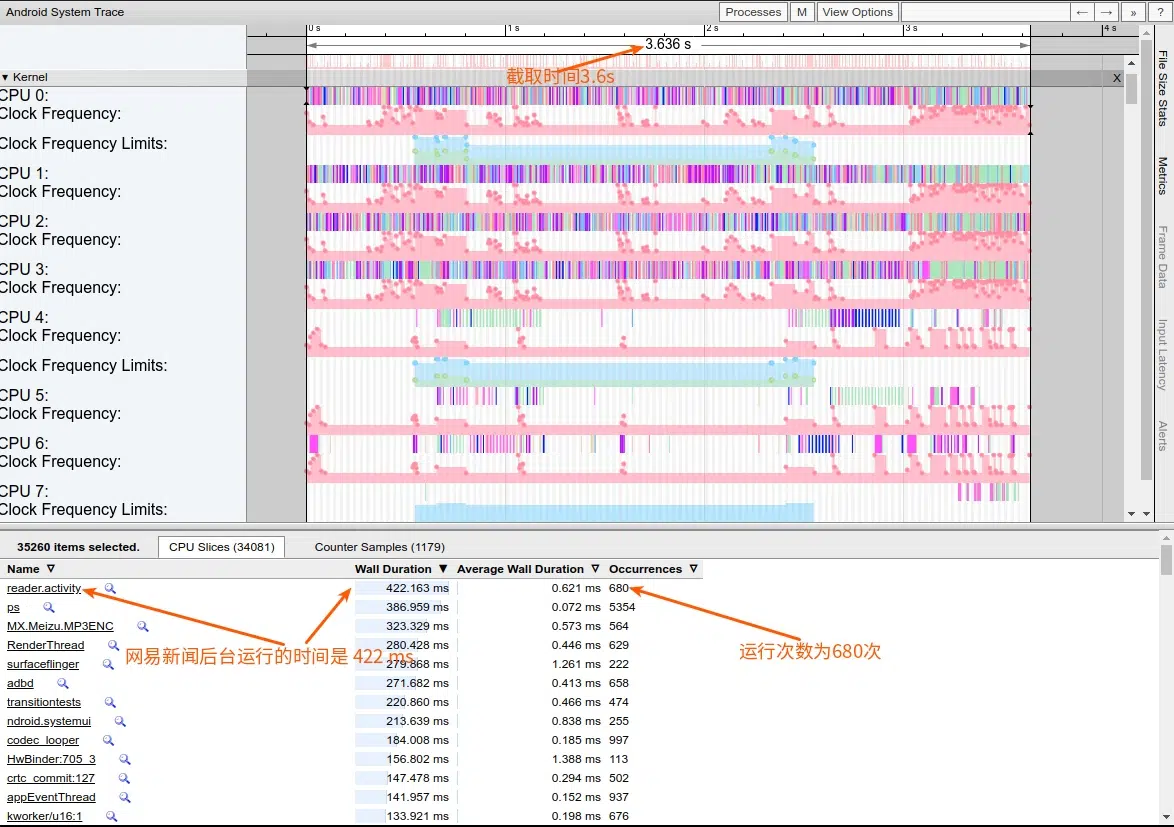 Android System Trace
Processes M View Options ← → » ?
0 s 1 s 2 s 3 s 4 s
3.636 s
截取时间3.6s
▼ Kernel X
CPU 0:
Clock Frequency:
Clock Frequency Limits:
CPU 1:
Clock Frequency:
CPU 2:
Clock Frequency:
CPU 3:
Clock Frequency:
CPU 4:
Clock Frequency:
Clock Frequency Limits:
CPU 5:
Clock Frequency:
CPU 6:
Clock Frequency:
CPU 7:
Clock Frequency Limits:
File Size Stats
Metrics
Frame Data
Input Latency
Alerts
35260 items selected. CPU Slices (34081) Counter Samples (1179)
Name ▽ Wall Duration ▼ Average Wall Duration ▽ Occurrences ▽
reader.activity 422.163 ms 0.621 ms 680
ps 386.959 ms 0.072 ms 5354
MX.Meizu.MP3ENC 323.329 ms 0.573 ms 564
RenderThread 280.428 ms 0.446 ms 629
网易新闻后台运行的时间是 422 ms
运行次数为680次
surfaceflinger 279.868 ms 1.261 ms 222
adbd 271.682 ms 0.413 ms 658
transitiontests 220.860 ms 0.466 ms 474
ndroid.systemui 213.639 ms 0.838 ms 255
codec_looper 184.008 ms 0.185 ms 997
HwBinder:705_3 156.802 ms 1.388 ms 113
crtc_commit:127 147.478 ms 0.294 ms 502
appEventThread 141.957 ms 0.152 ms 937
kworker/u16:1 133.921 ms 0.198 ms 676